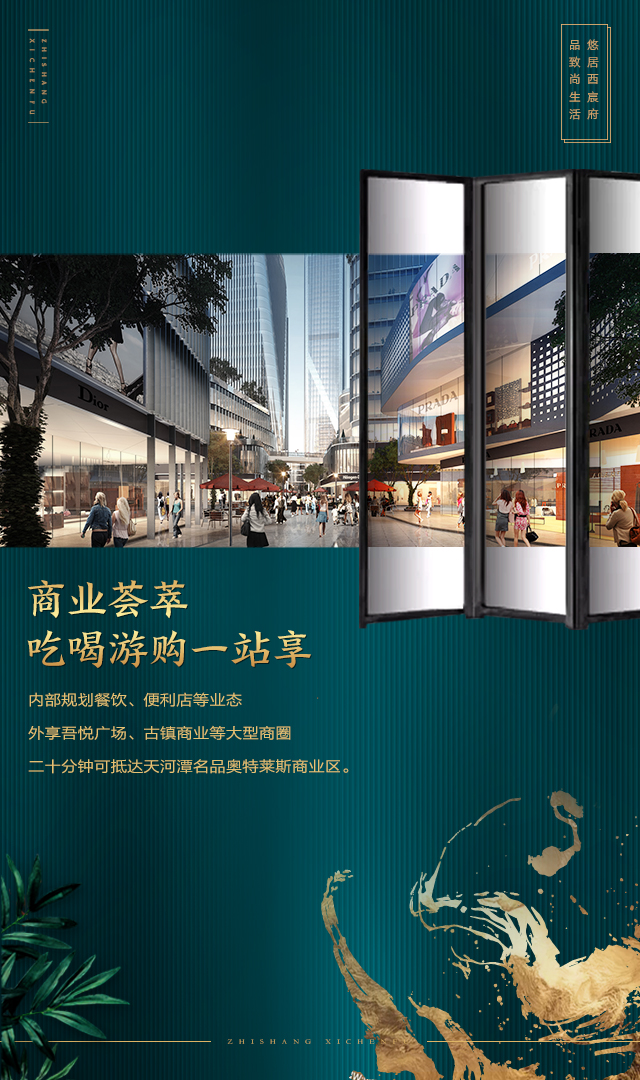 ZHISHANG
XICHENFU
悠居西宸府
品致尚生活
PRADA
Dior
PRADA
PRADA
商业荟萃
吃喝游购一站享
内部规划餐饮、便利店等业态
外享吾悦广场、古镇商业等大型商圈
二十分钟可抵达天河潭名品奥特莱斯商业区。
ZHISHANG XICHE